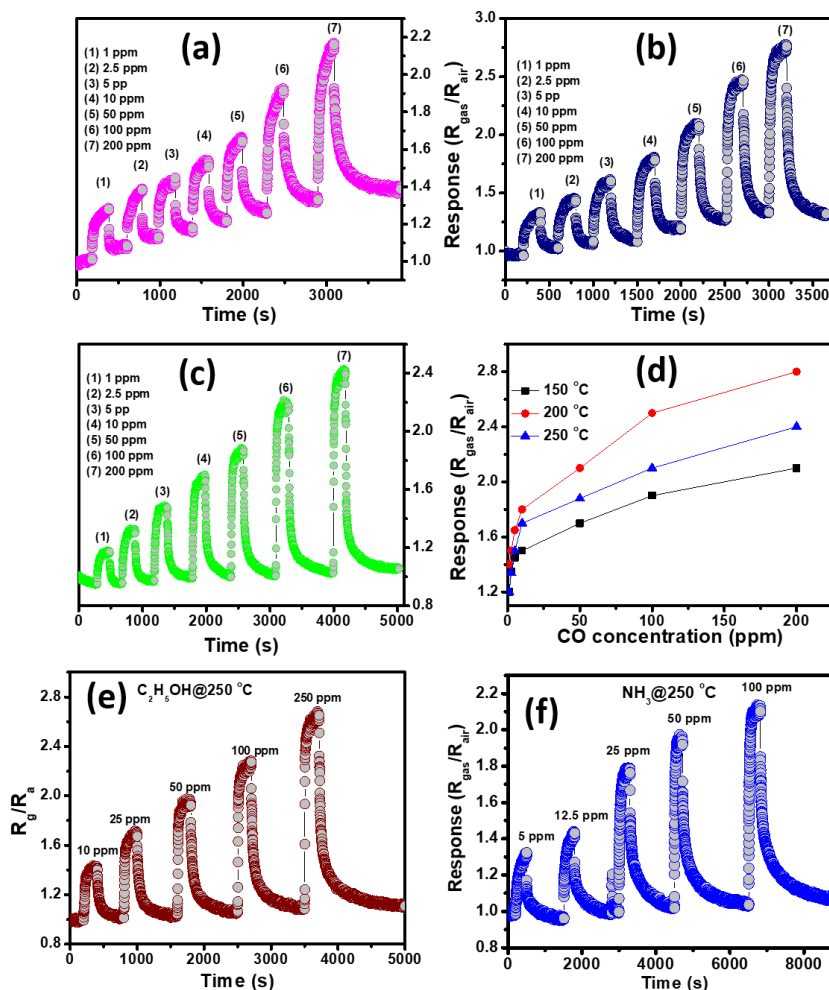 (a)
(1) 1 ppm
(2) 2.5 ppm
(3) 5 pp
(4) 10 ppm
(5) 50 ppm
(6) 100 ppm
(7) 200 ppm
(1)
(2)
(3)
(4)
(5)
(6)
(7)
2.2
2.0
1.8
1.6
1.4
1.2
1.0
0 1000 2000 3000
Time (s)
(b)
(1) 1 ppm
(2) 2.5 ppm
(3) 5 pp
(4) 10 ppm
(5) 50 ppm
(6) 100 ppm
(7) 200 ppm
(1)
(2)
(3)
(4)
(5)
(6)
(7)
Response (Rgas/Rair)
3.0
2.5
2.0
1.5
1.0
0 500 1000 1500 2000 2500 3000 3500
Time (s)
(c)
(1) 1 ppm
(2) 2.5 ppm
(3) 5 pp
(4) 10 ppm
(5) 50 ppm
(6) 100 ppm
(7) 200 ppm
(1)
(2)
(3)
(4)
(5)
(6)
(7)
2.4
2.0
1.6
1.2
0.8
0 1000 2000 3000 4000 5000
Time (s)
(d)
150 °C
200 °C
250 °C
Response (Rgas/Rair)
2.8
2.4
2.0
1.6
1.2
0 50 100 150 200
CO concentration (ppm)
(e)
C2H5OH@250 °C
10 ppm
25 ppm
50 ppm
100 ppm
250 ppm
Rg/Ra
2.8
2.4
2.0
1.6
1.2
0.8
0 1000 2000 3000 4000 5000
Time (s)
(f)
NH3@250 °C
5 ppm
12.5 ppm
25 ppm
50 ppm
100 ppm
Response (Rgas/Rair)
2.2
2.0
1.8
1.6
1.4
1.2
1.0
0.8
0 2000 4000 6000 8000
Time (s)